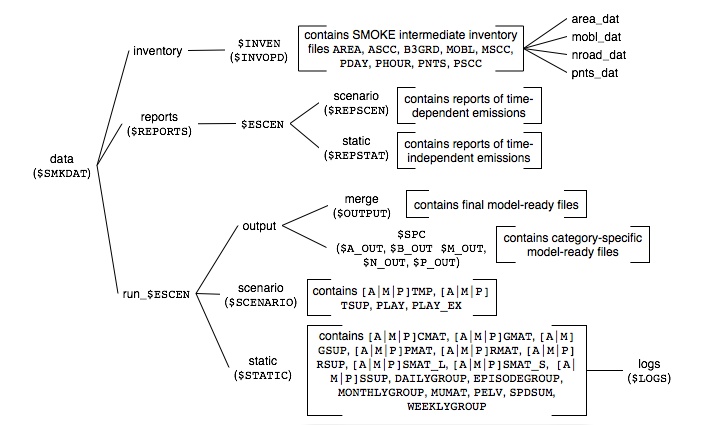 data
($SMKDAT)
inventory
$INVEN
($INVOPD)
contains SMOKE intermediate inventory
files AREA, ASCC, B3GRD, MOBL, MSCC,
PDAY, PHOUR, PNTS, PSCC
area_dat
mobl_dat
nroad_dat
pnts_dat
reports
($REPORTS)
$ESCEN
scenario
($REPSCEN)
contains reports of time-
dependent emissions
static
($REPSTAT)
contains reports of time-
independent emissions
run_$ESCEN
output
merge
($OUTPUT)
contains final model-ready files
$SPC
($A_OUT, $B_OUT $M_OUT,
$N_OUT, $P_OUT)
contains category-specific
model-ready files
scenario
($SCENARIO)
contains [A|M|P]TMP, [A|M|P]
TSUP, PLAY, PLAY_EX
static
($STATIC)
contains [A|M|P]CMAT, [A|M|P]GMAT, [A|M]
GSUP, [A|M|P]PMAT, [A|M|P]RMAT, [A|M|P]
RSUP, [A|M|P]SMAT_L, [A|M|P]SMAT_S, [A|
M|P]SSUP, DAILYGROUP, EPISODEGROUP,
MONTHLYGROUP, MUMAT, PELV, SPDSUM,
WEEKLYGROUP
logs
($LOGS)